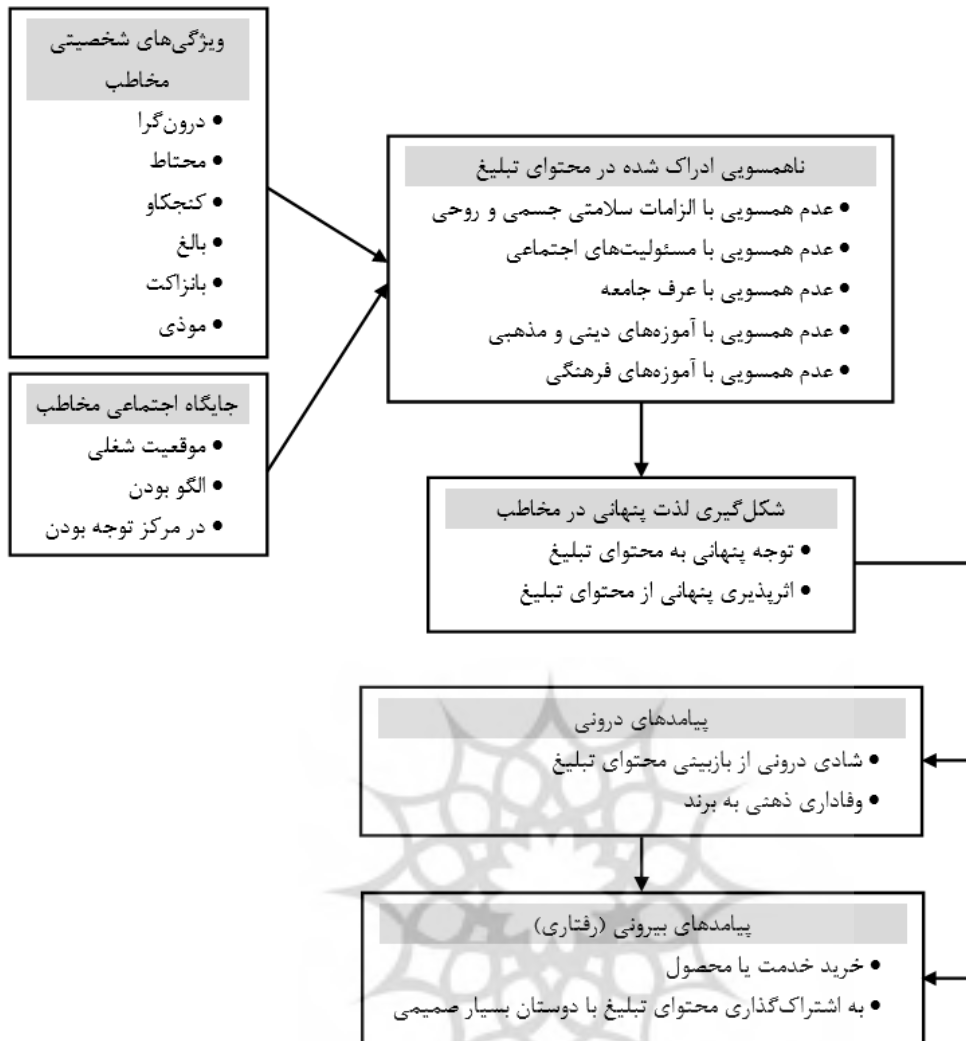 ویژگی‌های شخصیتی
مخاطب
• درون‌گرا
• محتاط
• کنجکاو
• بالغ
• بانزاکت
• موذی
جایگاه اجتماعی مخاطب
• موقعیت شغلی
• الگو بودن
• در مرکز توجه بودن
ناهمسویی ادراک شده در محتوای تبلیغ
• عدم همسویی با الزامات سلامتی جسمی و روحی
• عدم همسویی با مسئولیت‌های اجتماعی
• عدم همسویی با عرف جامعه
• عدم همسویی با آموزه‌های دینی و مذهبی
• عدم همسویی با آموزه‌های فرهنگی
شکل‌گیری لذت پنهانی در مخاطب
• توجه پنهانی به محتوای تبلیغ
• اثرپذیری پنهانی از محتوای تبلیغ
پیامدهای درونی
• شادی درونی از بازبینی محتوای تبلیغ
• وفاداری ذهنی به برند
پیامدهای بیرونی (رفتاری)
• خرید خدمت یا محصول
• به اشتراک‌گذاری محتوای تبلیغ با دوستان بسیار صمیمی